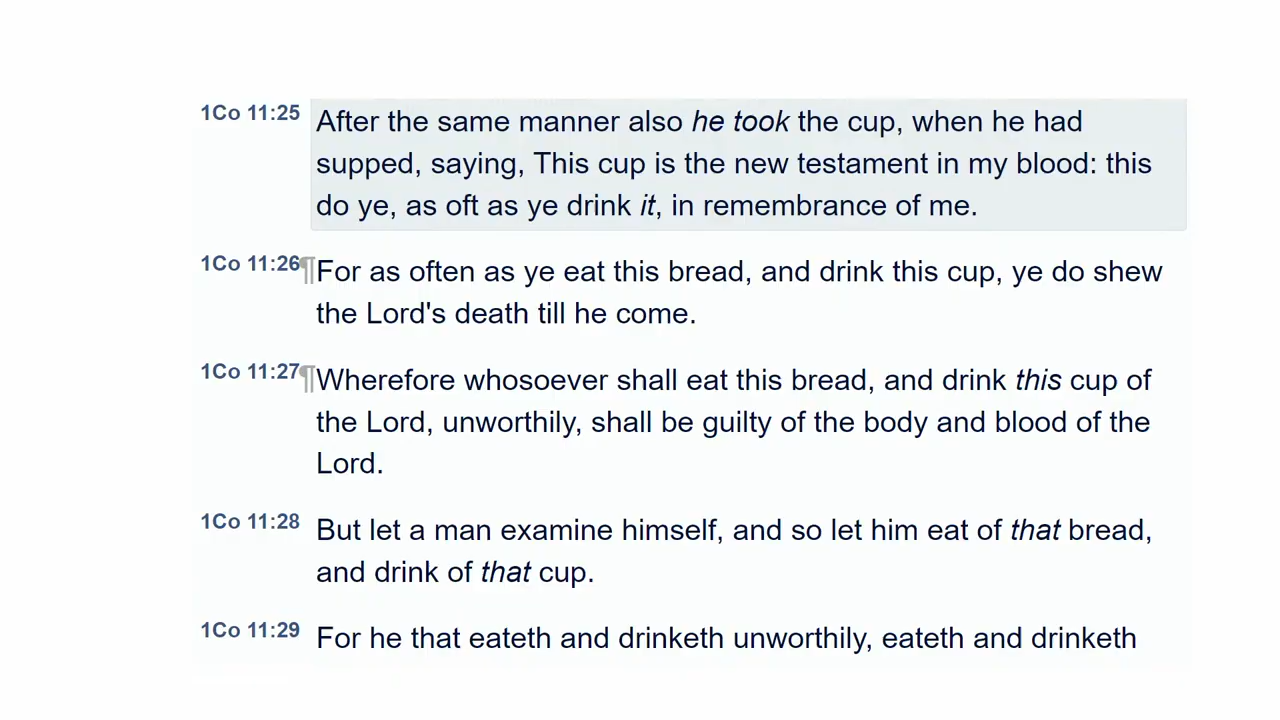 1Co 11:25 After the same manner also he took the cup, when he had
supped, saying, This cup is the new testament in my blood: this
do ye, as oft as ye drink it, in remembrance of me.
1Co 11:26 ¶For as often as ye eat this bread, and drink this cup, ye do shew
the Lord's death till he come.
1Co 11:27 ¶Wherefore whosoever shall eat this bread, and drink this cup of
the Lord, unworthily, shall be guilty of the body and blood of the
Lord.
1Co 11:28 But let a man examine himself, and so let him eat of that bread,
and drink of that cup.
1Co 11:29 For he that eateth and drinketh unworthily, eateth and drinketh